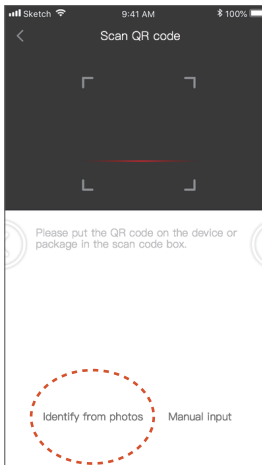 Sketch 9:41 AM 100%
Scan QR code
Please put the QR code on the device or
package in the scan code box.
Identify from photos Manual input